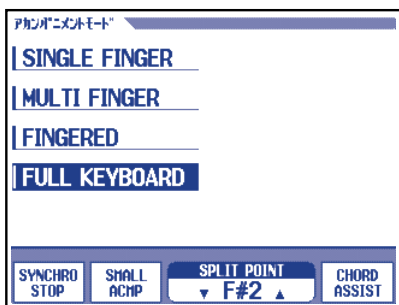 アカンパニメントモード
SINGLE FINGER
MULTI FINGER
FINGERED
FULL KEYBOARD
SYNCHRO
STOP
SMALL
ACMP
SPLIT POINT
▼ F#2 ▲
CHORD
ASSIST